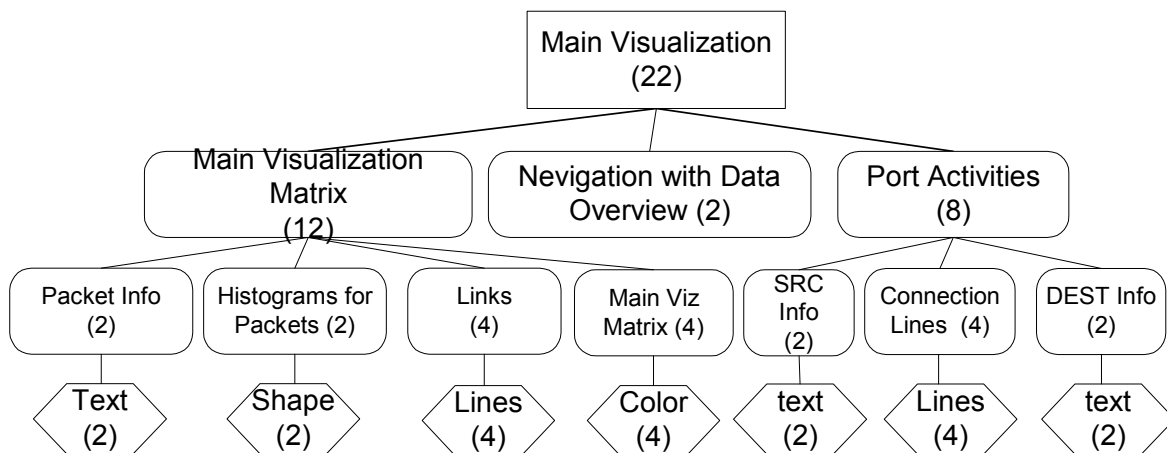 Main Visualization
(22)
Main Visualization
Matrix
(12)
Nevigation with Data
Overview (2)
Port Activities
(8)
Packet Info
(2)
Histograms for
Packets (2)
Links
(4)
Main Viz
Matrix (4)
SRC
Info
(2)
Connection
Lines (4)
DEST Info
(2)
Text
(2)
Shape
(2)
Lines
(4)
Color
(4)
text
(2)
Lines
(4)
text
(2)